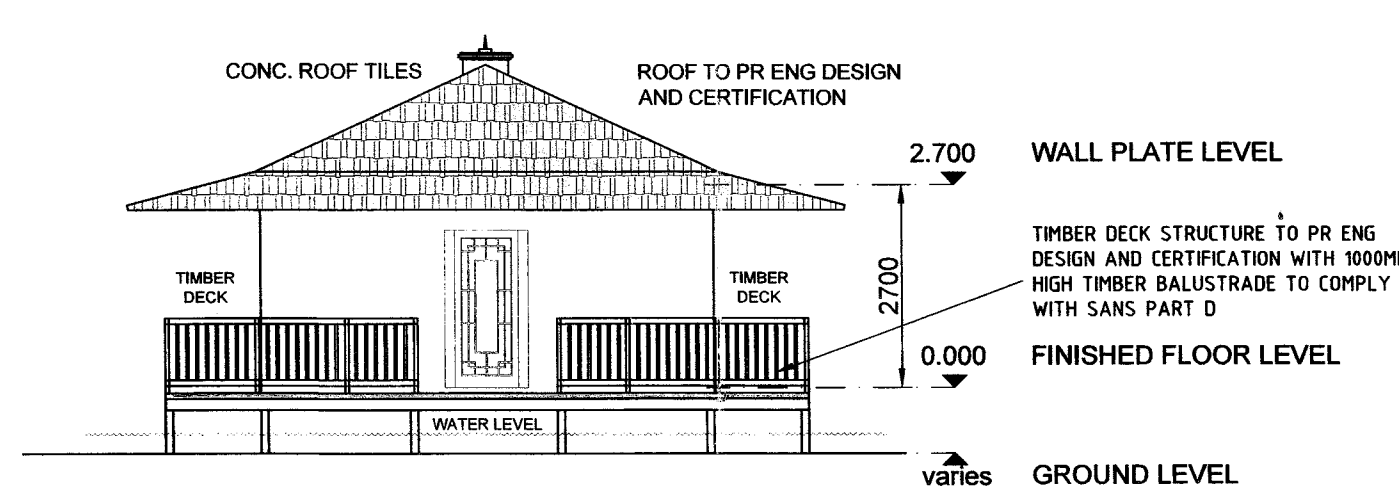 CONC. ROOF TILES
ROOF TO PR ENG DESIGN
AND CERTIFICATION
2.700 WALL PLATE LEVEL
TIMBER DECK STRUCTURE TO PR ENG
DESIGN AND CERTIFICATION WITH 1000M
HIGH TIMBER BALUSTRADE TO COMPLY
WITH SANS PART D
TIMBER
DECK
TIMBER
DECK
2700
0.000 FINISHED FLOOR LEVEL
WATER LEVEL
varies GROUND LEVEL